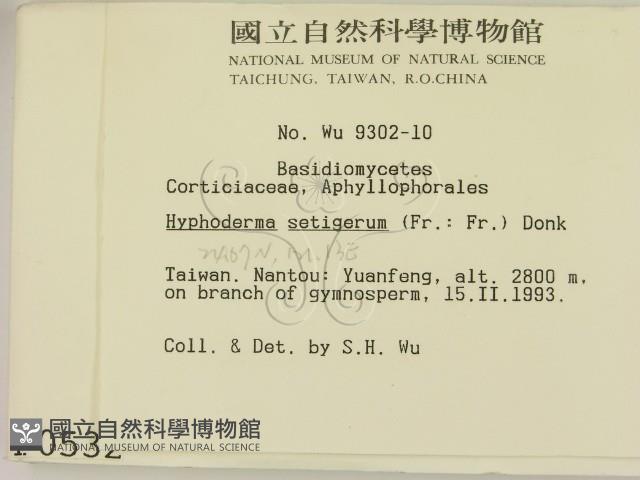 國立自然科學博物館
NATIONAL MUSEUM OF NATURAL SCIENCE
TAICHUNG, TAIWAN, R.O.CHINA
No. Wu 9302-10
Basidiomycetes
Corticiaceae, Aphyllophorales
Hyphoderma setigerum (Fr.: Fr.) Donk
Taiwan. Nantou: Yuanfeng, alt. 2800 m,
on branch of gymnosperm, 15.II.1993.
Coll. & Det. by S.H. Wu
國立自然科學博物館
NATIONAL MUSEUM OF NATURAL SCIENCE